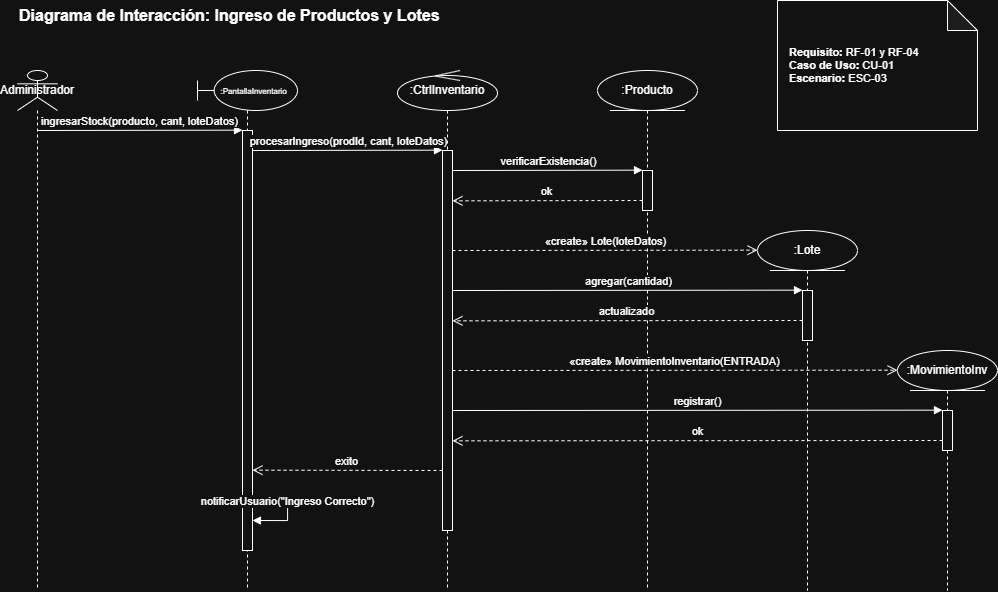 Diagrama de Interacción: Ingreso de Productos y Lotes
Requisito: RF-01 y RF-04
Caso de Uso: CU-01
Escenario: ESC-03
Administrador
:PantallaInventario
:CtrlInventario
:Producto
ingresarStock(producto, cant, loteDatos)
procesarIngreso(prodId, cant, loteDatos)
verificarExistencia()
ok
«create» Lote(loteDatos)
:Lote
agregar(cantidad)
actualizado
«create» MovimientoInventario(ENTRADA)
:MovimientoInv
registrar()
ok
exito
notificarUsuario("Ingreso Correcto")